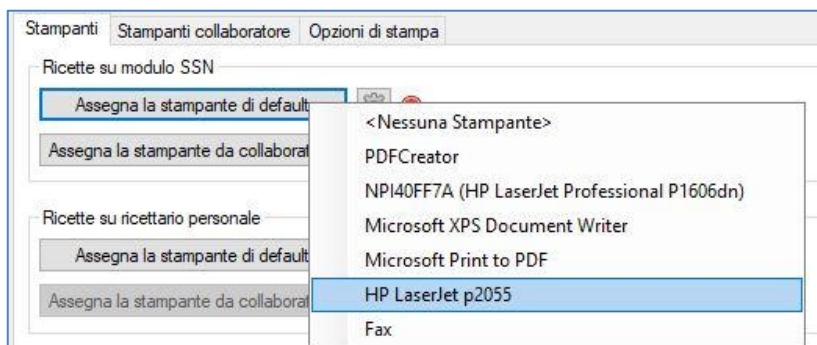 Stampanti Stampanti collaboratore Opzioni di stampa
Ricette su modulo SSN
Assegna la stampante di default
Assegna la stampante da
Ricette su ricettario personale
Assegna la stampante di default
Assegna la stampante da
<Nessuna Stampante>
PDFCreator
NPI40FF7A (HP LaserJet Professional P1606dn)
Microsoft XPS Document Writer
Microsoft Print to PDF
HP LaserJet p2055
Fax